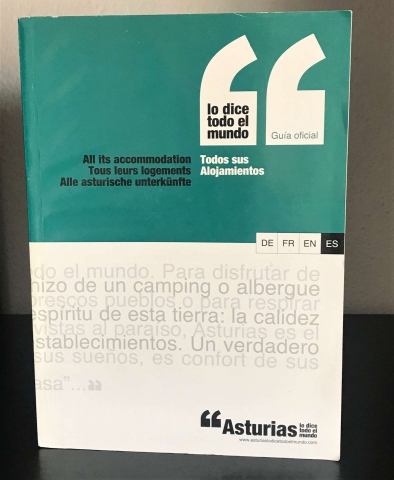 lo dice
todo el
mundo
Guía oficial
All its accommodation
Tous leurs logements
Alle asturische unterkünfte
Todos sus
Alojamientos
DE FR EN ES
do el mundo. Para disfrutar de
hizo de un camping o albergue
prescos pueblos o para respirar
espíritu de esta tierra: la calidez
vistas al paraíso, Asturias es el
stablecimientos. Un verdadero
sus sueños, es confort de sus
asa"...
Asturias
lo dice
todo el
mundo